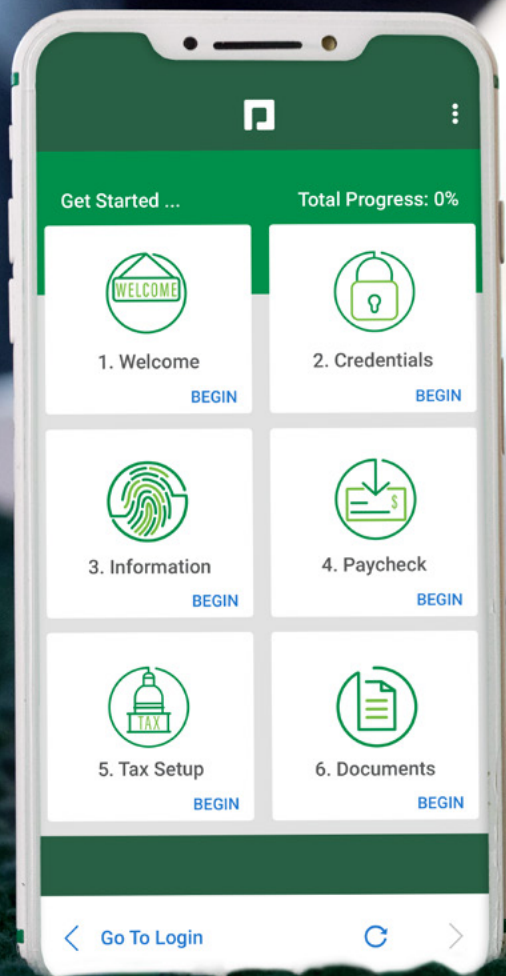 Get Started ...
Total Progress: 0%
WELCOME
1. Welcome
BEGIN
2. Credentials
BEGIN
3. Information
BEGIN
$
4. Paycheck
BEGIN
TAX
5. Tax Setup
BEGIN
6. Documents
BEGIN
Go To Login